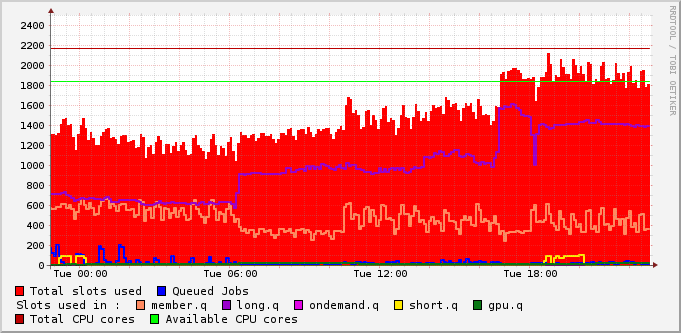 2400
2200
2000
1800
1600
1400
1200
1000
800
600
400
200
0
Tue 00:00 Tue 06:00 Tue 12:00 Tue 18:00
Total slots used Queued Jobs
Slots used in : member.q long.q ondemand.q short.q gpu.q
Total CPU cores Available CPU cores
RRDTOOL / TOBI OETIKER